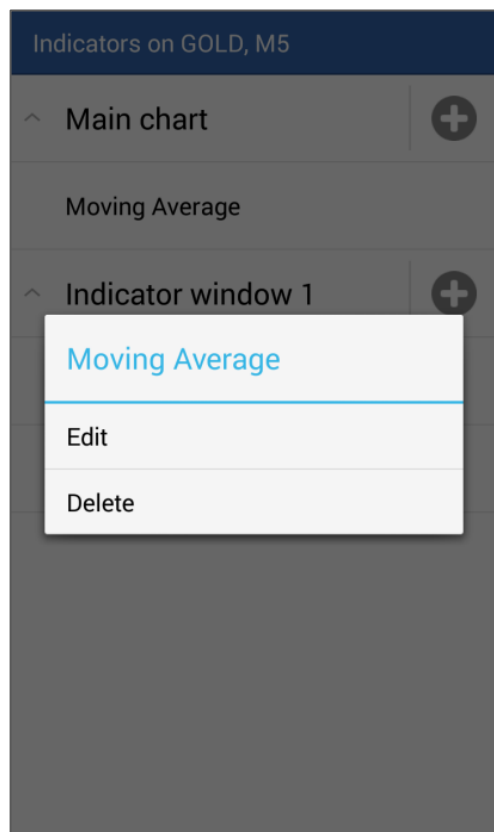 Indicators on GOLD, M5
Main chart
Moving Average
Indicator window 1
Moving Average
Edit
Delete